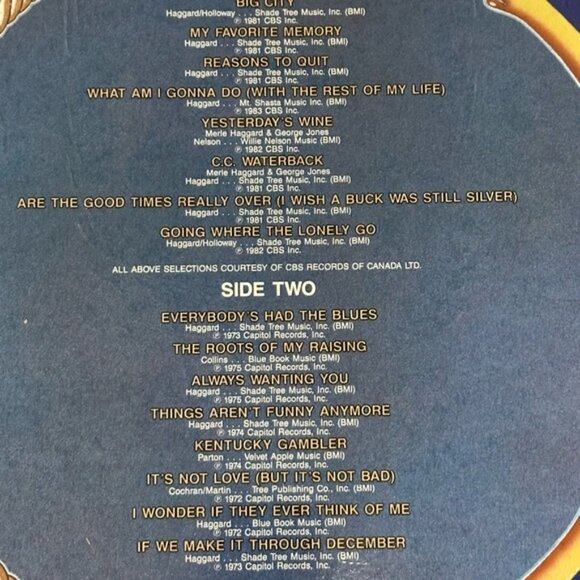 BIG CITY
Haggard/Holloway . . . Shade Tree Music, Inc. (BMI)
℗ 1981 CBS Inc.
MY FAVORITE MEMORY
Haggard . . . Shade Tree Music, Inc. (BMI)
℗ 1981 CBS Inc.
REASONS TO QUIT
Haggard . . . Shade Tree Music, Inc. (BMI)
℗ 1981 CBS Inc.
WHAT AM I GONNA DO (WITH THE REST OF MY LIFE)
Haggard . . . Mt. Shasta Music Inc. (BMI)
℗ 1983 CBS Inc.
YESTERDAY'S WINE
Merle Haggard & George Jones
Nelson . . . Willie Nelson Music (BMI)
℗ 1982 CBS Inc.
C.C. WATERBACK
Merle Haggard & George Jones
Haggard . . . Shade Tree Music, Inc. (BMI)
℗ 1981 CBS Inc.
ARE THE GOOD TIMES REALLY OVER (I WISH A BUCK WAS STILL SILVER)
Haggard . . . Shade Tree Music, Inc. (BMI)
℗ 1981 CBS Inc.
GOING WHERE THE LONELY GO
Haggard/Holloway . . . Shade Tree Music, Inc. (BMI)
℗ 1982 CBS Inc.
ALL ABOVE SELECTIONS COURTESY OF CBS RECORDS OF CANADA LTD.
SIDE TWO
EVERYBODY'S HAD THE BLUES
Haggard . . . Shade Tree Music, Inc. (BMI)
℗ 1973 Capitol Records, Inc.
THE ROOTS OF MY RAISING
Collins . . . Blue Book Music (BMI)
℗ 1975 Capitol Records, Inc.
ALWAYS WANTING YOU
Haggard . . . Shade Tree Music, Inc. (BMI)
℗ 1975 Capitol Records, Inc.
THINGS AREN'T FUNNY ANYMORE
Haggard . . . Shade Tree Music, Inc. (BMI)
℗ 1974 Capitol Records, Inc.
KENTUCKY GAMBLER
Parton . . . Velvet Apple Music (BMI)
℗ 1974 Capitol Records, Inc.
IT'S NOT LOVE (BUT IT'S NOT BAD)
Cochran/Martin . . . Tree Publishing Co., Inc. (BMI)
℗ 1972 Capitol Records, Inc.
I WONDER IF THEY EVER THINK OF ME
Haggard . . . Blue Book Music (BMI)
℗ 1972 Capitol Records, Inc.
IF WE MAKE IT THROUGH DECEMBER
Haggard . . . Shade Tree Music, Inc. (BMI)
℗ 1973 Capitol Records, Inc.